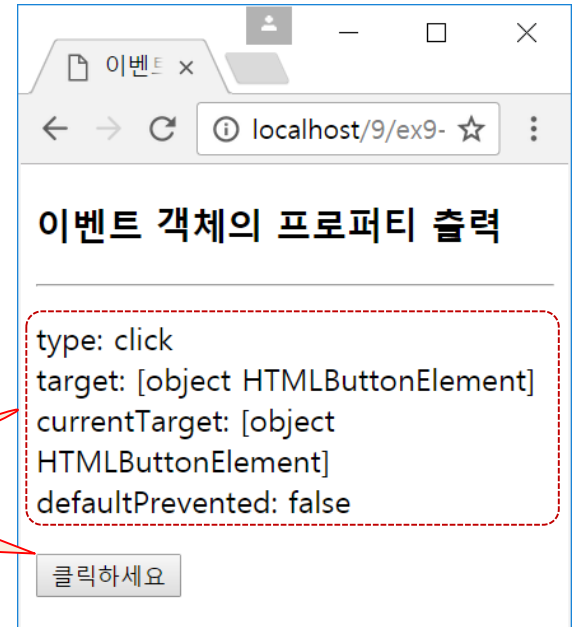 이벤트
localhost/9/ex9-
이벤트 객체의 프로퍼티 출력
type: click
target: [object HTMLButtonElement]
currentTarget: [object
HTMLButtonElement]
defaultPrevented: false
클릭하세요